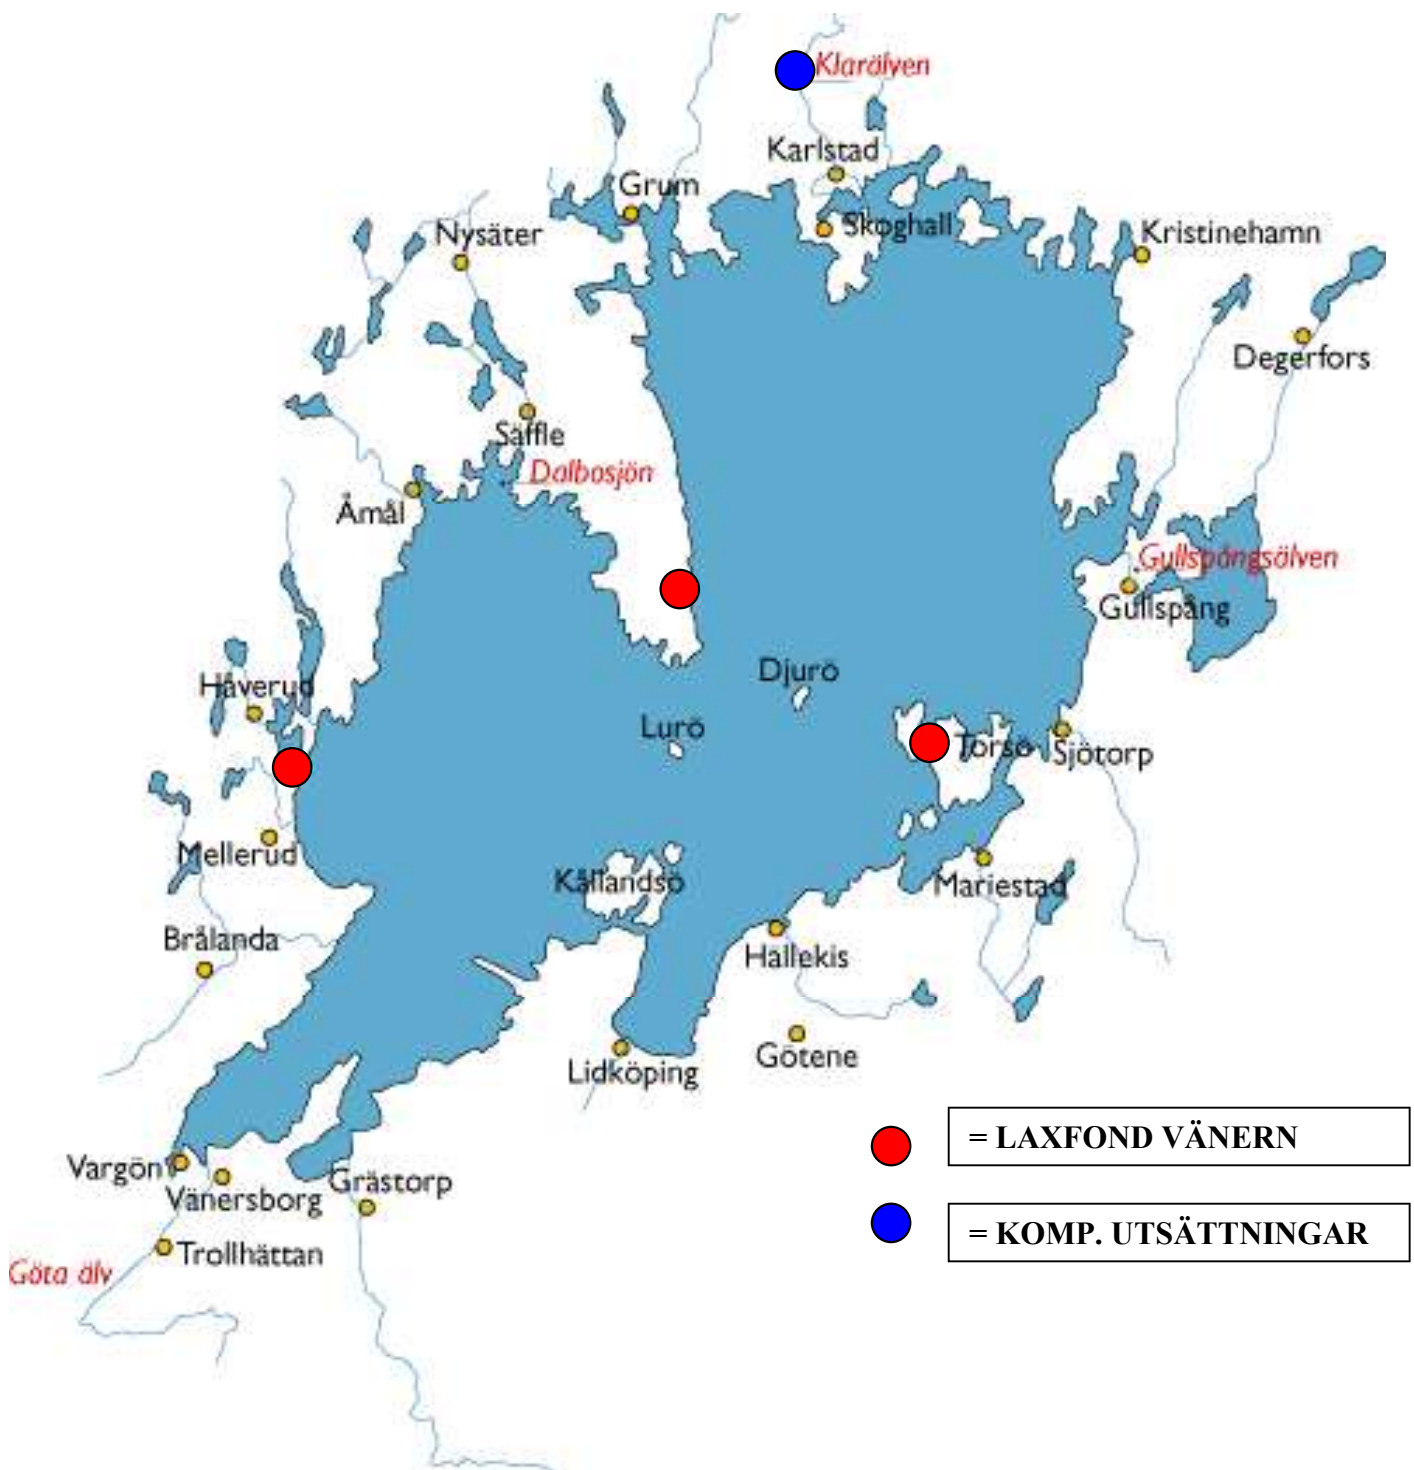 Klarälven
Karlstad
Grum
Skoghall
Nysäter
Kristinehamn
Degerfors
Säffle
Dalbosjön
Åmål
Gullspångsälven
Gullspång
Djurö
Håverud
Lurö
Torsö
Sjötorp
Mellerud
Kållandsö
Mariestad
Brålanda
Hällekis
Götene
Lidköping
= LAXFOND VÄNERN
Vargön
Vänersborg
Grästorp
= KOMP. UTSÄTTNINGAR
Trollhättan
Göta älv